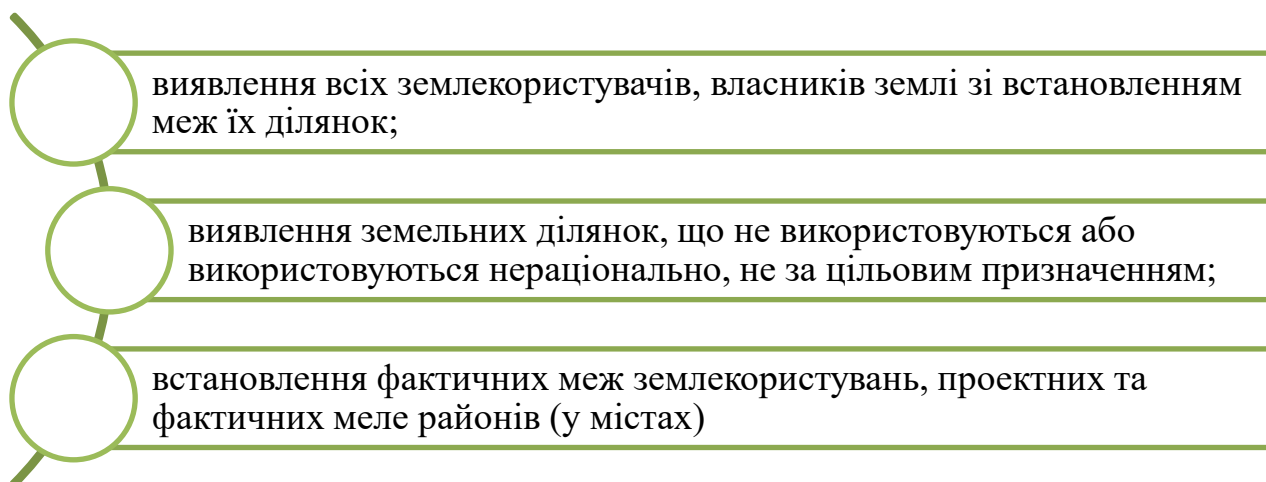 виявлення всіх землекористувачів, власників землі зі встановленням
меж їх ділянок;
виявлення земельних ділянок, що не використовуються або
використовуються нераціонально, не за цільовим призначенням;
встановлення фактичних меж землекористувань, проектних та
фактичних меле районів (у містах)